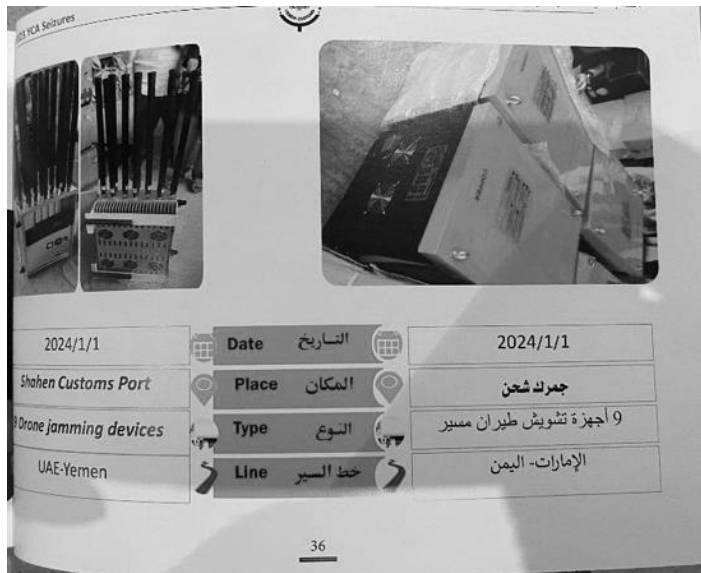 YCA Seizures
2024/1/1
Date
التاريخ
2024/1/1
Shahen Customs Port
Place
المكان
جمرك شحن
9 Drone jamming devices
Type
النوع
9 أجهزة تشويش طيران مسير
UAE-Yemen
Line
خط السير
الإمارات- اليمن
36